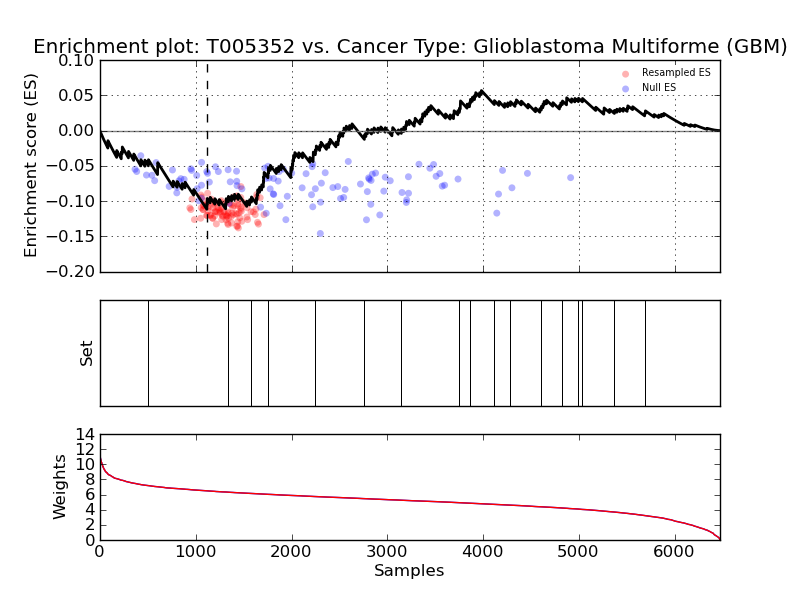 Enrichment plot: T005352 vs. Cancer Type: Glioblastoma Multiforme (GBM)
0.10
0.05
0.00
−0.05
−0.10
−0.15
−0.20
Enrichment score (ES)
Resampled ES
Null ES
Set
14
12
10
8
6
4
2
0
Weights
0 1000 2000 3000 4000 5000 6000
Samples